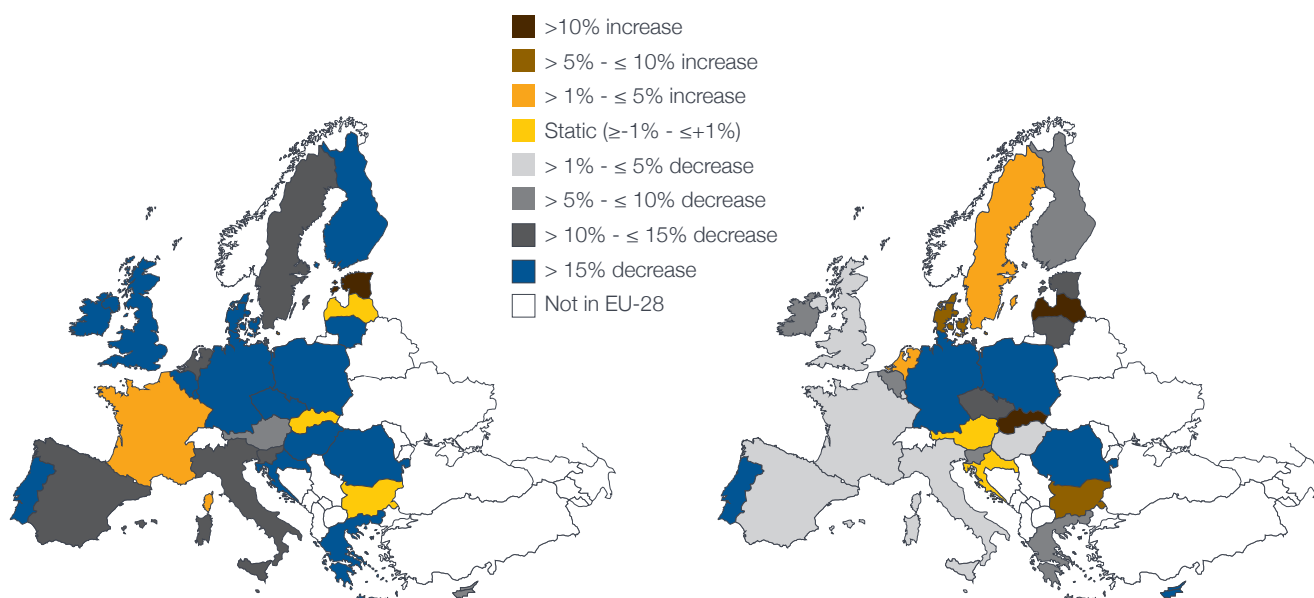 >10% increase
> 5% - ≤ 10% increase
> 1% - ≤ 5% increase
Static (≥-1% - ≤+1%)
> 1% - ≤ 5% decrease
> 5% - ≤ 10% decrease
> 10% - ≤ 15% decrease
> 15% decrease
Not in EU-28